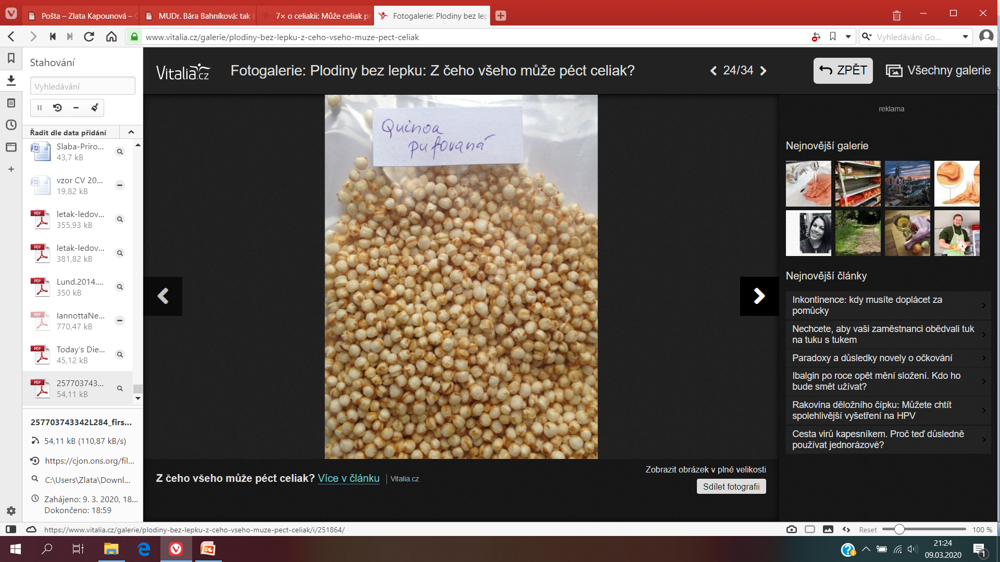 Pošta – Zlata Kapounová –
MUDr. Bára Bahníková: tak
7× o celiakii: Může celiak
Fotogalerie: Plodiny bez lep
www.vitalia.cz/galerie/plodiny-bez-lepku-z-ceho-vseho-muze-pect-celiak
Vyhledávání Go...
Stahování
Vyhledávání
Řadit dle data přidání
Slaba-Priro...
43,7 kB
vzor CV 20...
19,82 kB
PDF
letak-ledov...
355,93 kB
PDF
letak-ledov...
381,82 kB
PDF
Lund.2014....
350 kB
PDF
IannottaNe...
770,47 kB
PDF
Today's Die...
45,12 kB
PDF
257703743...
54,11 kB
257703743342L284_firs...
54,11 kB (110,87 kB/s)
https://cjon.ons.org/fil...
C:\Users\Zlata\Downl...
Zahájeno: 9. 3. 2020, 18...
Dokončeno: 18:59
Vitalia.cz
Fotogalerie: Plodiny bez lepku: Z čeho všeho může péct celiak?
24/34
ZPĚT
Všechny galerie
Quinoa
pufovaná
reklama
Nejnovější galerie
Nejnovější články
Inkontinence: kdy musíte doplácet za
pomůcky
Nechcete, aby vaši zaměstnanci obědvali tuk
na tuku s tukem
Paradoxy a důsledky novely o očkování
Ibalgin po roce opět mění složení. Kdo ho
bude smět užívat?
Rakovina děložního čípku: Můžete chtít
spolehlivější vyšetření na HPV
Cesta virů kapesníkem. Proč teď důsledně
používat jednorázové?
Z čeho všeho může péct celiak? Více v článku | Vitalia.cz
Zobrazit obrázek v plné velikosti
Sdílet fotografii
https://www.vitalia.cz/galerie/plodiny-bez-lepku-z-ceho-vseho-muze-pect-celiak/i/251864/
Reset
100 %
21:24
09.03.2020
1